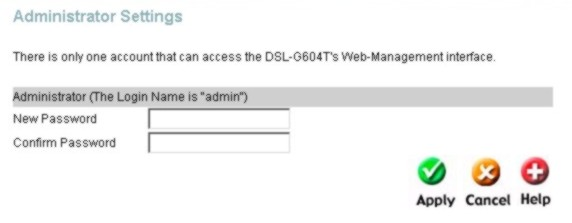 Administrator Settings
There is only one account that can access the DSL-G604T's Web-Management interface.
Administrator (The Login Name is "admin")
New Password
Confirm Password
Apply Cancel Help